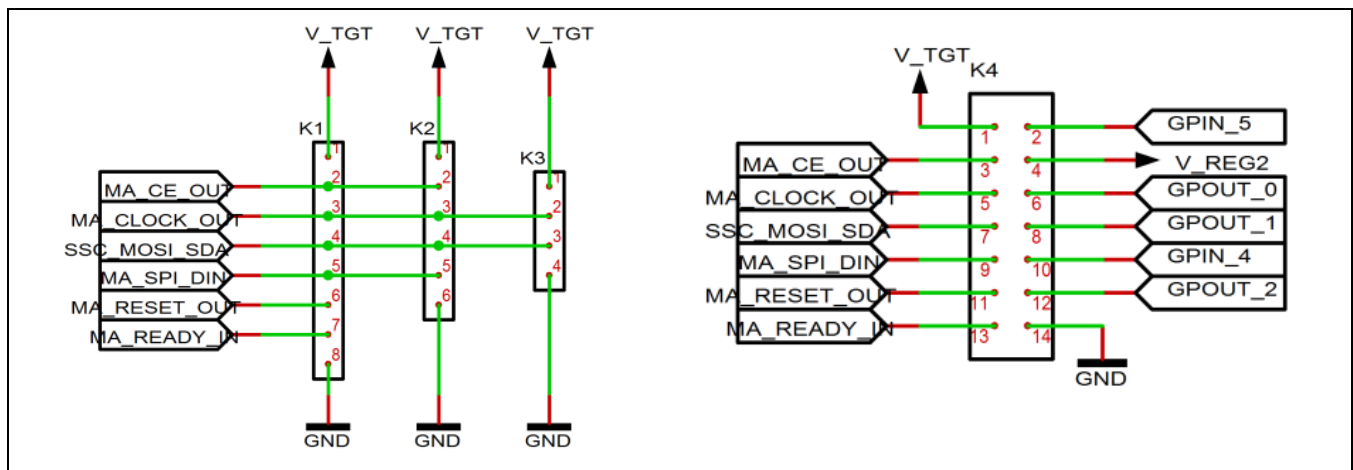 V_TGT V_TGT V_TGT
K1
1
2
3
4
5
6
7
8
K2
1
2
3
4
5
6
K3
1
2
3
4
MA_CE_OUT
MA_CLOCK_OUT
SSC_MOSI_SDA
MA_SPI_DIN
MA_RESET_OUT
MA_READY_IN
GND GND GND
V_TGT
K4
1 2 GPIN_5
MA_CE_OUT 3 4 V_REG2
MA_CLOCK_OUT 5 6 GPOUT_0
SSC_MOSI_SDA 7 8 GPOUT_1
MA_SPI_DIN 9 10 GPIN_4
MA_RESET_OUT 11 12 GPOUT_2
MA_READY_IN 13 14
GND